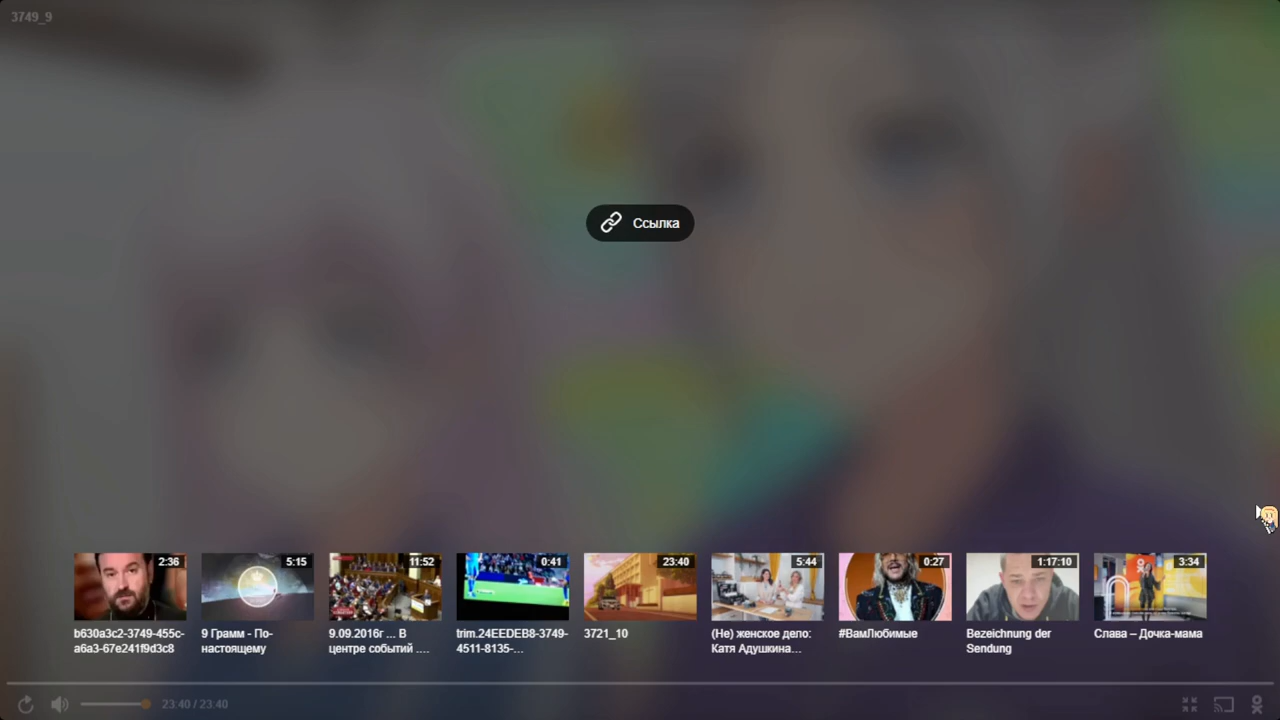 3749_9
Ссылка
2:36
5:15
11:52
0:41
23:40
5:44
0:27
1:17:10
3:34
b630a3c2-3749-455c-
a6a3-67e241f9d3c8
9 Грамм - По-
настоящему
9.09.2016г ... В
центре событий ....
trim.24EEDEB8-3749-
4511-8135-...
3721_10
(Не) женское дело:
Катя Адушкина...
#ВамЛюбимые
Bezeichnung der
Sendung
Слава – Дочка-мама
23:40 / 23:40